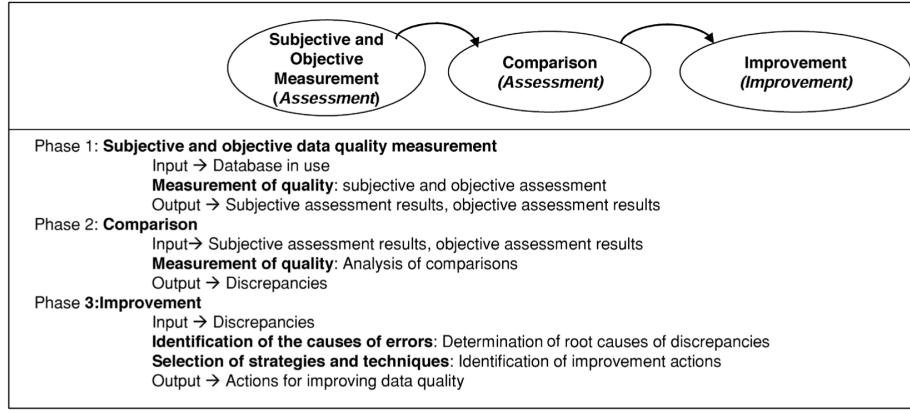 Subjective and
Objective
Measurement
(Assessment)
Comparison
(Assessment)
Improvement
(Improvement)
Phase 1: Subjective and objective data quality measurement
Input → Database in use
Measurement of quality: subjective and objective assessment
Output → Subjective assessment results, objective assessment results
Phase 2: Comparison
Input→ Subjective assessment results, objective assessment results
Measurement of quality: Analysis of comparisons
Output → Discrepancies
Phase 3:Improvement
Input → Discrepancies
Identification of the causes of errors: Determination of root causes of discrepancies
Selection of strategies and techniques: Identification of improvement actions
Output → Actions for improving data quality